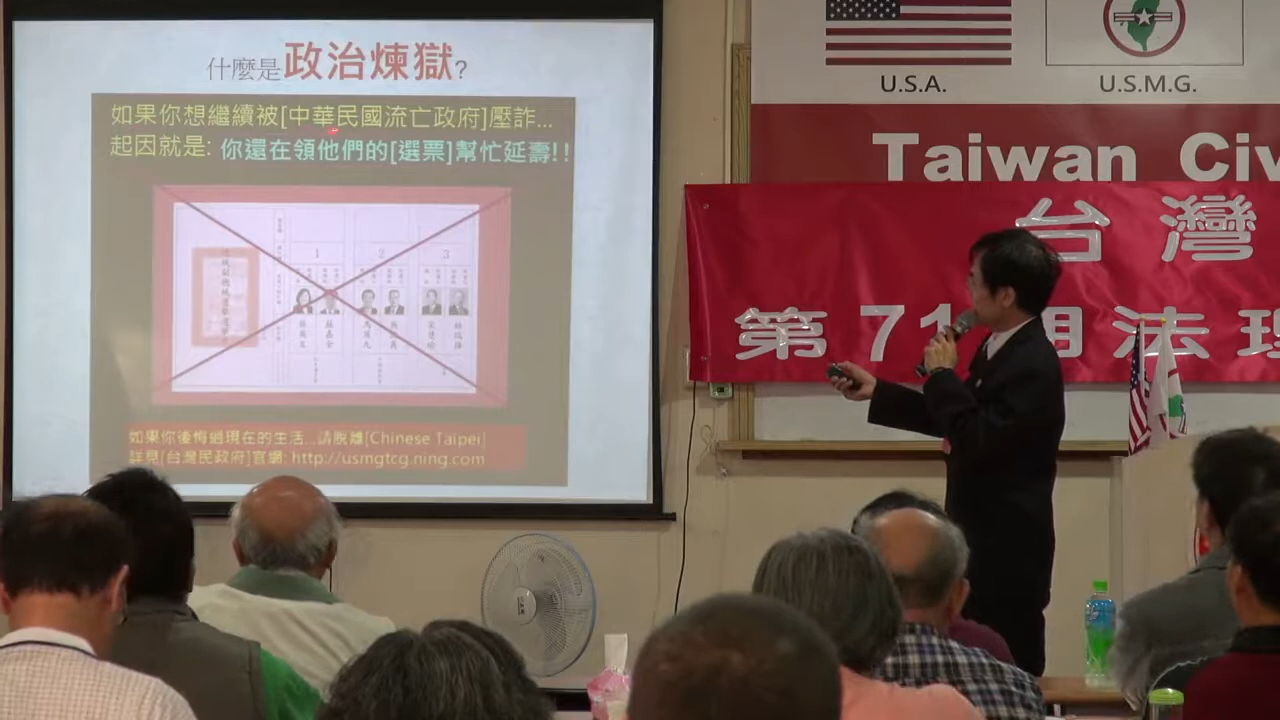 什麼是政治煉獄?
如果你想繼續被[中華民國流亡政府]壓詐...
起因就是: 你還在領他們的[選票]幫忙延壽!!
1 2 3
如果你後悔過現在的生活...請脫離[Chinese Taipei]
詳見[台灣民政府]官網: http://usmgtcg.ning.com
U.S.A.
U.S.M.G.
Taiwan Civ
台灣
第71期法理